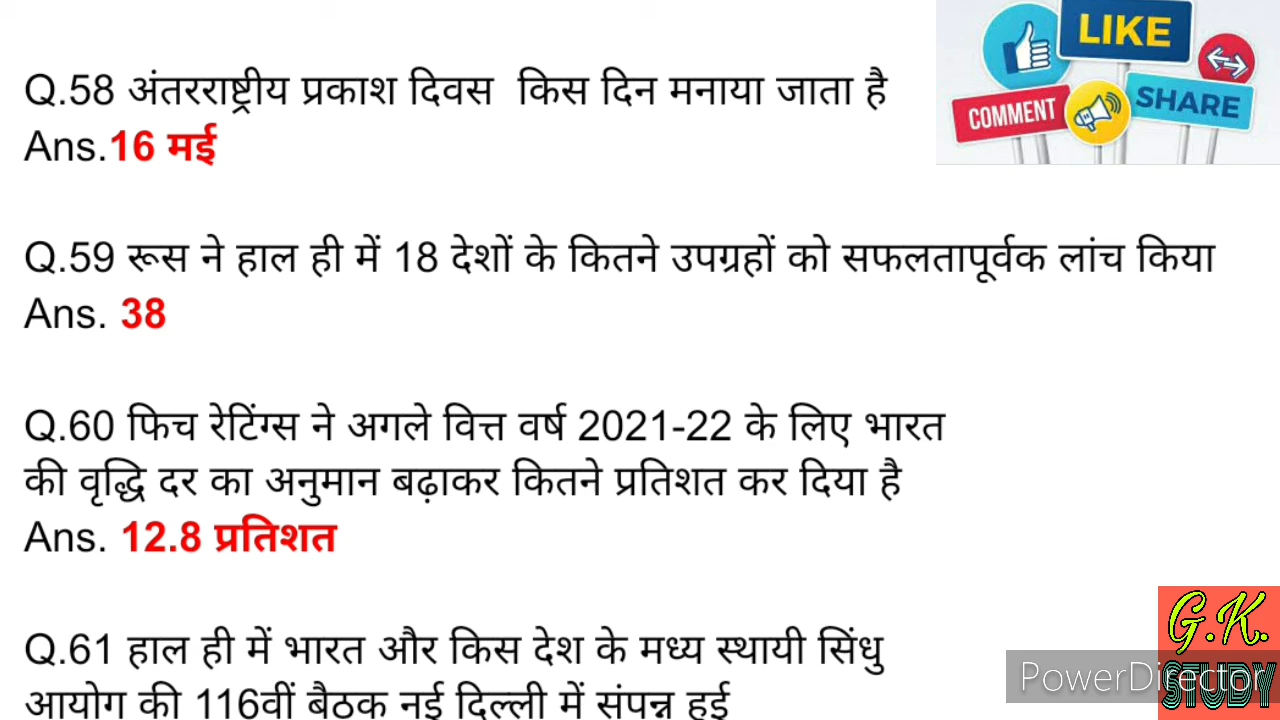 LIKE
COMMENT
SHARE
Q.58 अंतरराष्ट्रीय प्रकाश दिवस किस दिन मनाया जाता है
Ans.16 मई
Q.59 रूस ने हाल ही में 18 देशों के कितने उपग्रहों को सफलतापूर्वक लांच किया
Ans. 38
Q.60 फिच रेटिंग्स ने अगले वित्त वर्ष 2021-22 के लिए भारत
की वृद्धि दर का अनुमान बढ़ाकर कितने प्रतिशत कर दिया है
Ans. 12.8 प्रतिशत
Q.61 हाल ही में भारत और किस देश के मध्य स्थायी सिंधु
आयोग की 116वीं बैठक नई दिल्ली में संपन्न हुई
G.K.
STUDY
PowerDirector